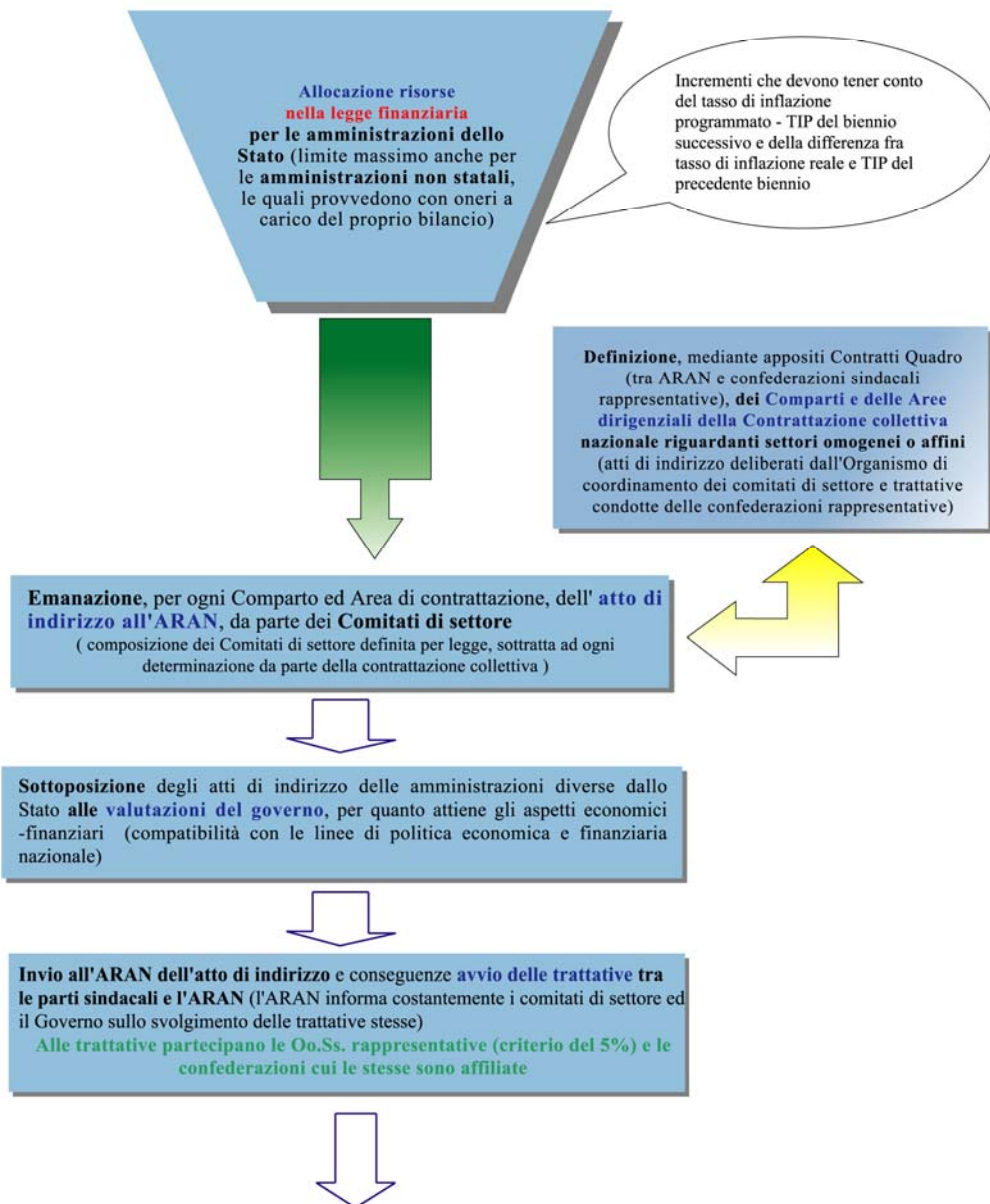 Allocazione risorse
nella legge finanziaria
per le amministrazioni dello
Stato (limite massimo anche per
le amministrazioni non statali,
le quali provvedono con oneri a
carico del proprio bilancio)
Incrementi che devono tener conto
del tasso di inflazione
programmato - TIP del biennio
successivo e della differenza fra
tasso di inflazione reale e TIP del
precedente biennio
Definizione, mediante appositi Contratti Quadro
(tra ARAN e confederazioni sindacali
rappresentative), dei Comparti e delle Aree
dirigenziali della Contrattazione collettiva
nazionale riguardanti settori omogenei o affini
(atti di indirizzo deliberati dall'Organismo di
coordinamento dei comitati di settore e trattative
condotte delle confederazioni rappresentative)
Emanazione, per ogni Comparto ed Area di contrattazione, dell' atto di
indirizzo all'ARAN, da parte dei Comitati di settore
( composizione dei Comitati di settore definita per legge, sottratta ad ogni
determinazione da parte della contrattazione collettiva )
Sottoposizione degli atti di indirizzo delle amministrazioni diverse dallo
Stato alle valutazioni del governo, per quanto attiene gli aspetti economici
-finanziari (compatibilità con le linee di politica economica e finanziaria
nazionale)
Invio all'ARAN dell'atto di indirizzo e conseguenze avvio delle trattative tra
le parti sindacali e l'ARAN (l'ARAN informa costantemente i comitati di settore ed
il Governo sullo svolgimento delle trattative stesse)
Alle trattative partecipano le Oo.Ss. rappresentative (criterio del 5%) e le
confederazioni cui le stesse sono affiliate